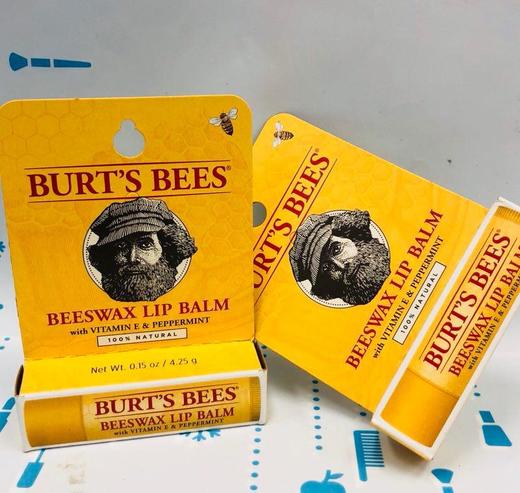 BURT'S BEES®
BEESWAX LIP BALM
with VITAMIN E & PEPPERMINT
100% NATURAL
Net Wt. 0.15 oz / 4.25 g
BURT'S BEES®
BEESWAX LIP BALM
with VITAMIN E & PEPPERMINT
BURT'S BEES
BEESWAX LIP BALM
with VITAMIN E & PEPPERMINT
100% NATURAL
BURT'S BEES®
BEESWAX LIP BALM
with VITAMIN E &